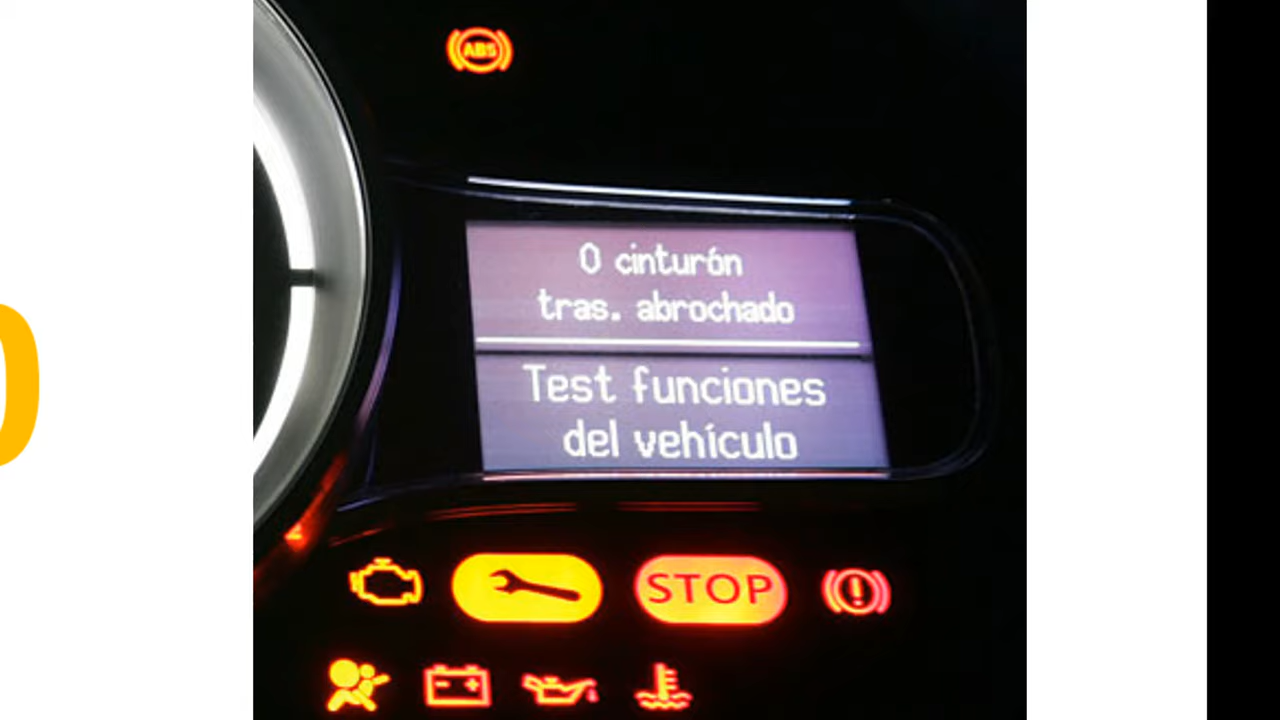 ABS
0 cinturón
tras. abrochado
Test funciones
del vehículo
STOP